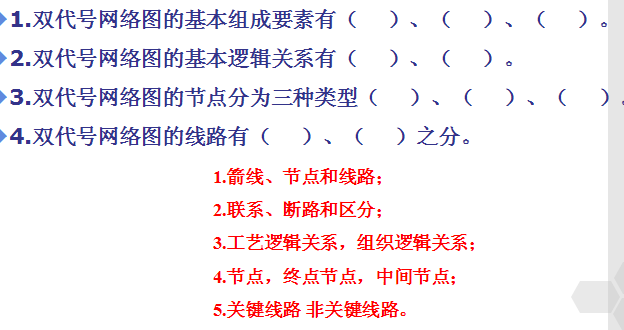 1.双代号网络图的基本组成要素有（ ）、（ ）、（ ）。
2.双代号网络图的基本逻辑关系有（ ）、（ ）。
3.双代号网络图的节点分为三种类型（ ）、（ ）、（ ）.
4.双代号网络图的线路有（ ）、（ ）之分。
1.箭线、节点和线路；
2.联系、断路和区分；
3.工艺逻辑关系，组织逻辑关系；
4.节点，终点节点，中间节点；
5.关键线路 非关键线路。